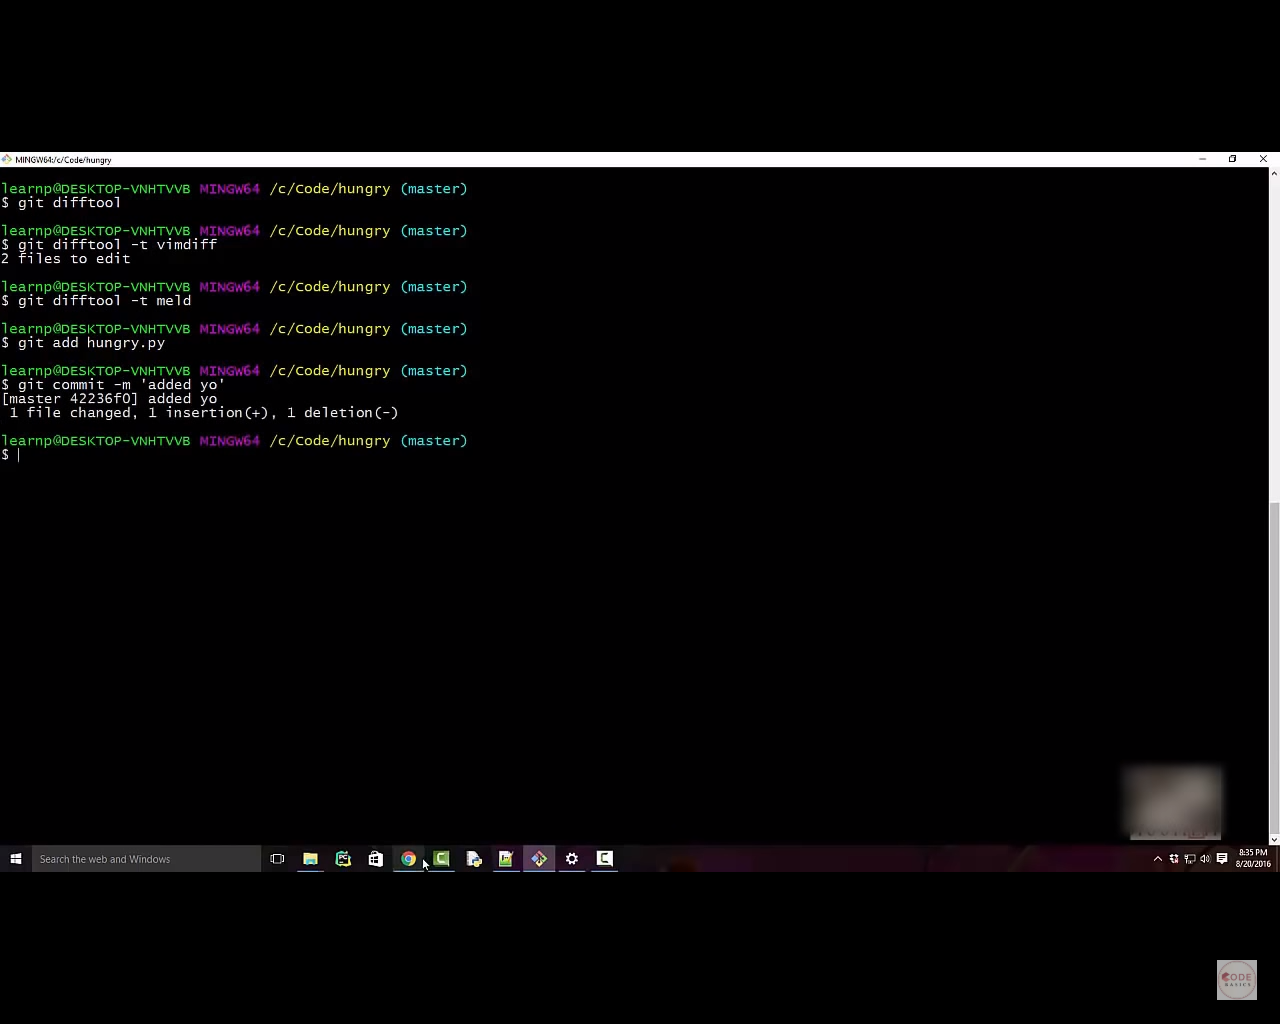 MINGW64:/c/Code/hungry
learnp@DESKTOP-VNHTVVB MINGW64 /c/Code/hungry (master)
$ git difftool
learnp@DESKTOP-VNHTVVB MINGW64 /c/Code/hungry (master)
$ git difftool -t vimdiff
2 files to edit
learnp@DESKTOP-VNHTVVB MINGW64 /c/Code/hungry (master)
$ git difftool -t meld
learnp@DESKTOP-VNHTVVB MINGW64 /c/Code/hungry (master)
$ git add hungry.py
learnp@DESKTOP-VNHTVVB MINGW64 /c/Code/hungry (master)
$ git commit -m 'added yo'
[master 42236f0] added yo
1 file changed, 1 insertion(+), 1 deletion(-)
learnp@DESKTOP-VNHTVVB MINGW64 /c/Code/hungry (master)
$
Search the web and Windows
8:35 PM
8/20/2016
CODE
BASICS